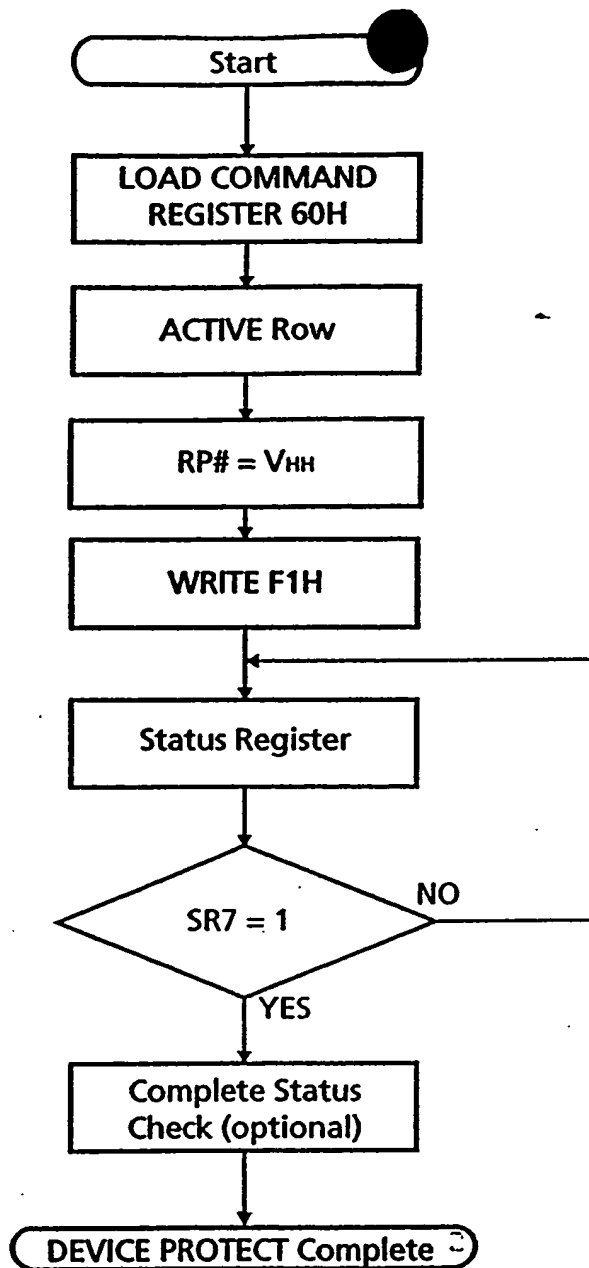 Start
LOAD COMMAND
REGISTER 60H
ACTIVE Row
RP# = VHH
WRITE F1H
Status Register
SR7 = 1
NO
YES
Complete Status
Check (optional)
DEVICE PROTECT Complete